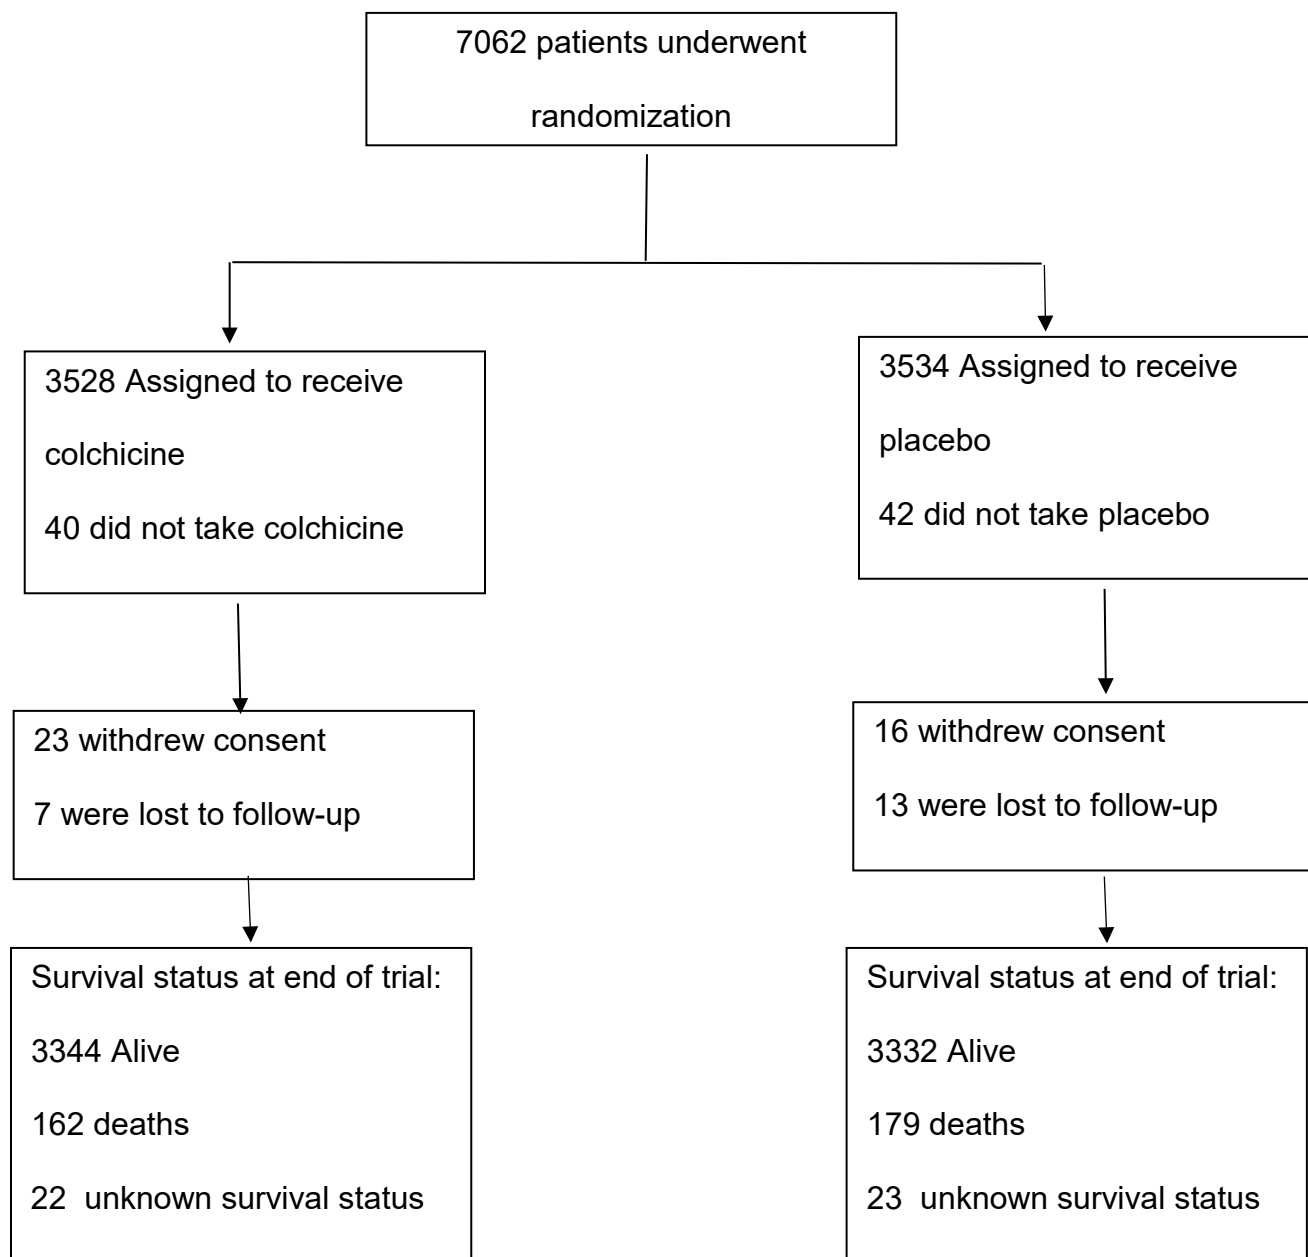 7062 patients underwent
randomization
3528 Assigned to receive
colchicine
40 did not take colchicine
3534 Assigned to receive
placebo
42 did not take placebo
23 withdrew consent
7 were lost to follow-up
16 withdrew consent
13 were lost to follow-up
Survival status at end of trial:
3344 Alive
162 deaths
22 unknown survival status
Survival status at end of trial:
3332 Alive
179 deaths
23 unknown survival status